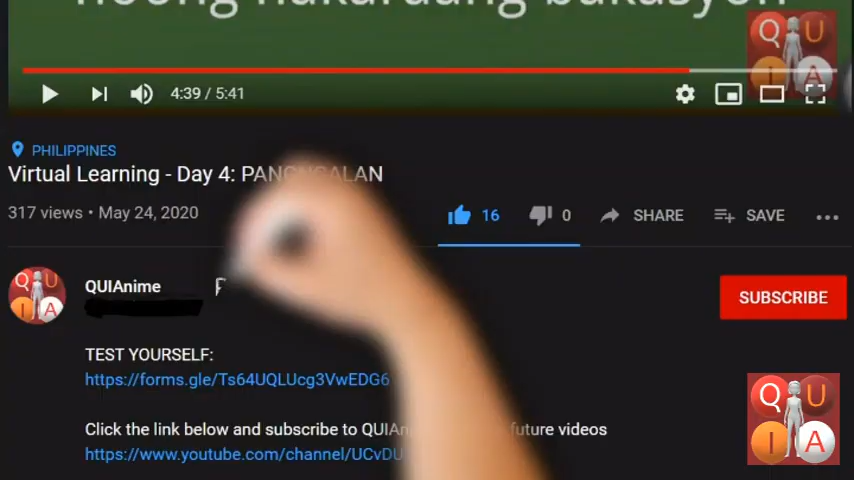 4:39 / 5:41
PHILIPPINES
Virtual Learning - Day 4: PANGNGALAN
317 views • May 24, 2020
16
0
SHARE
SAVE
QUIAnime
SUBSCRIBE
TEST YOURSELF:
https://forms.gle/Ts64UQLUcg3VwEDG6
Click the link below and subscribe to future videos
https://www.youtube.com/channel/UCvDU
Q U
I A